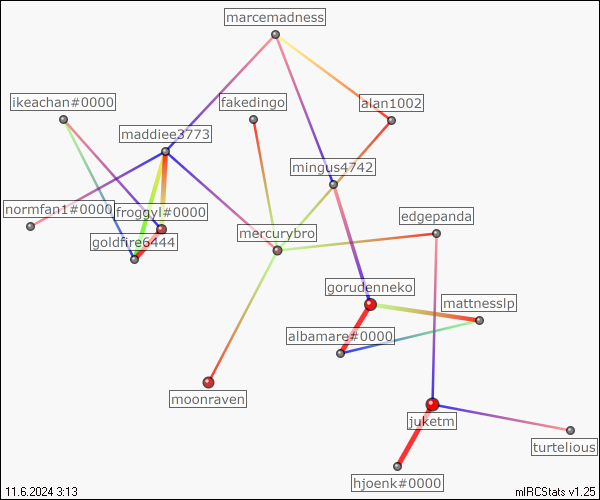 marcemadness
ikeachan#0000
fakedingo
alan1002
maddiee3773
mingus4742
normfan1#0000
froggyl#0000
edgepanda
goldfire6444
mercurybro
gorudenneko
mattnesslp
albamare#0000
moonraven
juketm
turtelious
hjoenk#0000
11.6.2024 3:13
mIRCStats v1.25